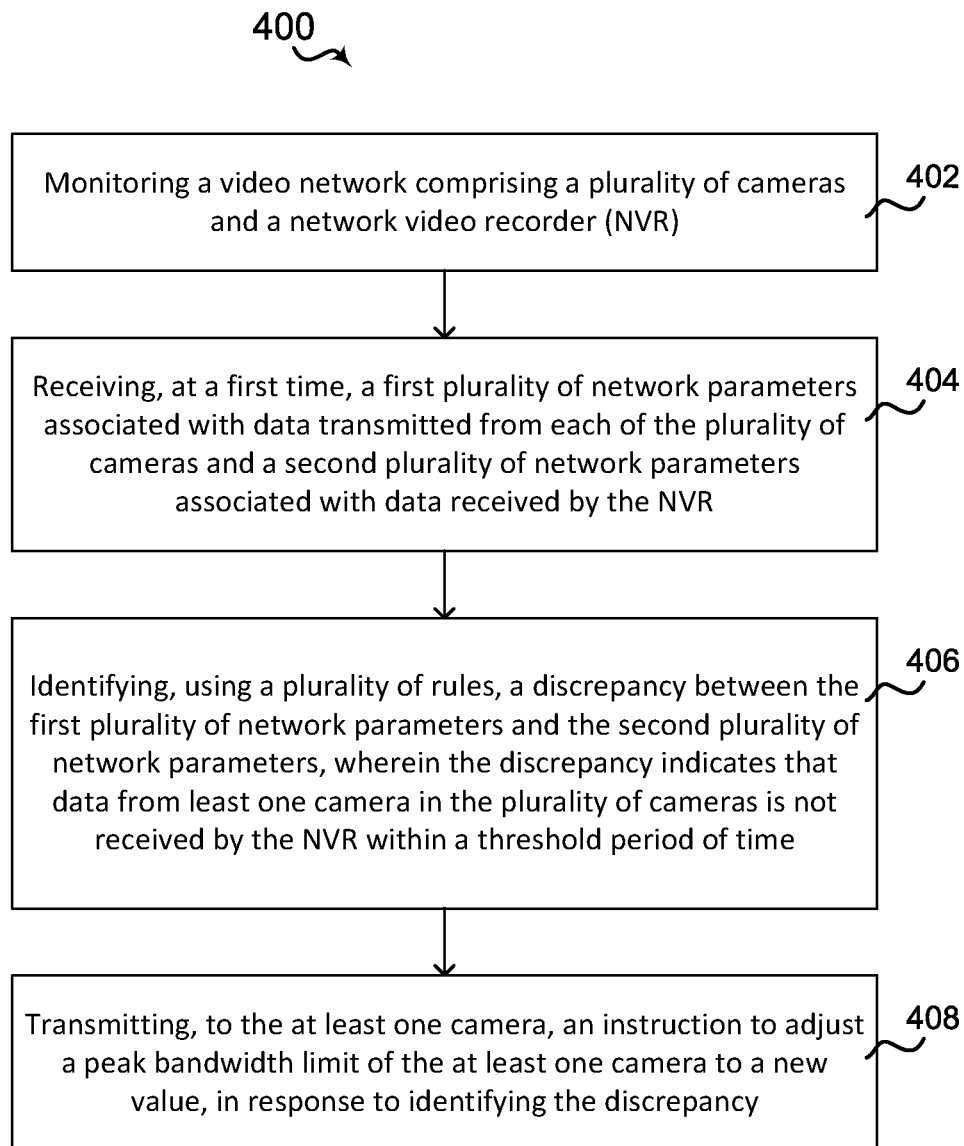 400
Monitoring a video network comprising a plurality of cameras
and a network video recorder (NVR)
402
Receiving, at a first time, a first plurality of network parameters
associated with data transmitted from each of the plurality of
cameras and a second plurality of network parameters
associated with data received by the NVR
404
Identifying, using a plurality of rules, a discrepancy between the
first plurality of network parameters and the second plurality of
network parameters, wherein the discrepancy indicates that
data from least one camera in the plurality of cameras is not
received by the NVR within a threshold period of time
406
Transmitting, to the at least one camera, an instruction to adjust
a peak bandwidth limit of the at least one camera to a new
value, in response to identifying the discrepancy
408